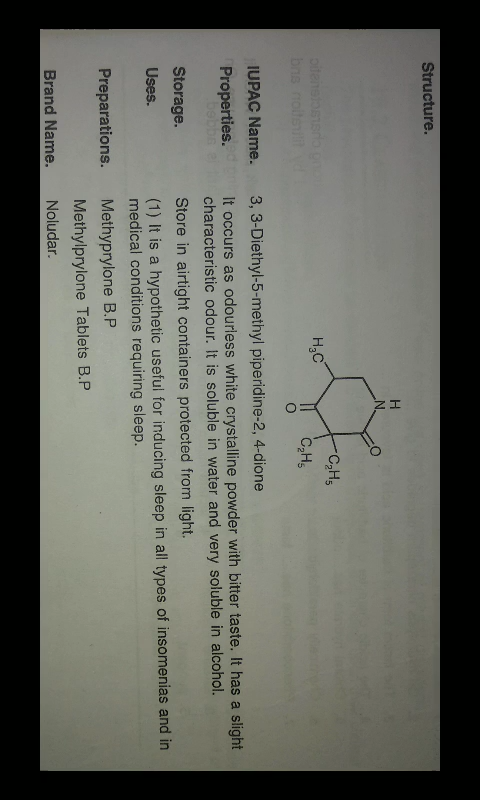 Structure.
H
N
O
C₂H₅
C₂H₅
O
H₃C
IUPAC Name. 3, 3-Diethyl-5-methyl piperidine-2, 4-dione
Properties. It occurs as odourless white crystalline powder with bitter taste. It has a slight
characteristic odour. It is soluble in water and very soluble in alcohol.
Storage. Store in airtight containers protected from light.
Uses. (1) It is a hypothetic useful for inducing sleep in all types of insomenias and in
medical conditions requiring sleep.
Preparations. Methyprylone B.P
Methylprylone Tablets B.P
Brand Name. Noludar.